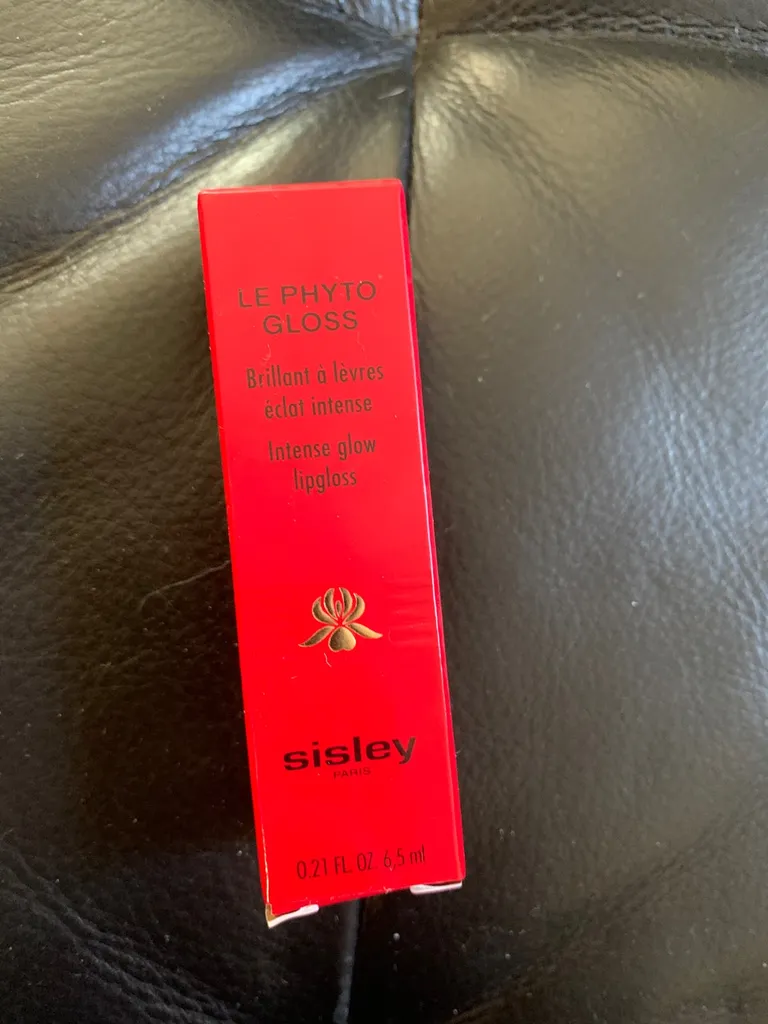 LE PHYTO
GLOSS
Brillant à lèvres
éclat intense
Intense glow
lipgloss
sisley
PARIS
0.21 FL. OZ. 6,5 ml